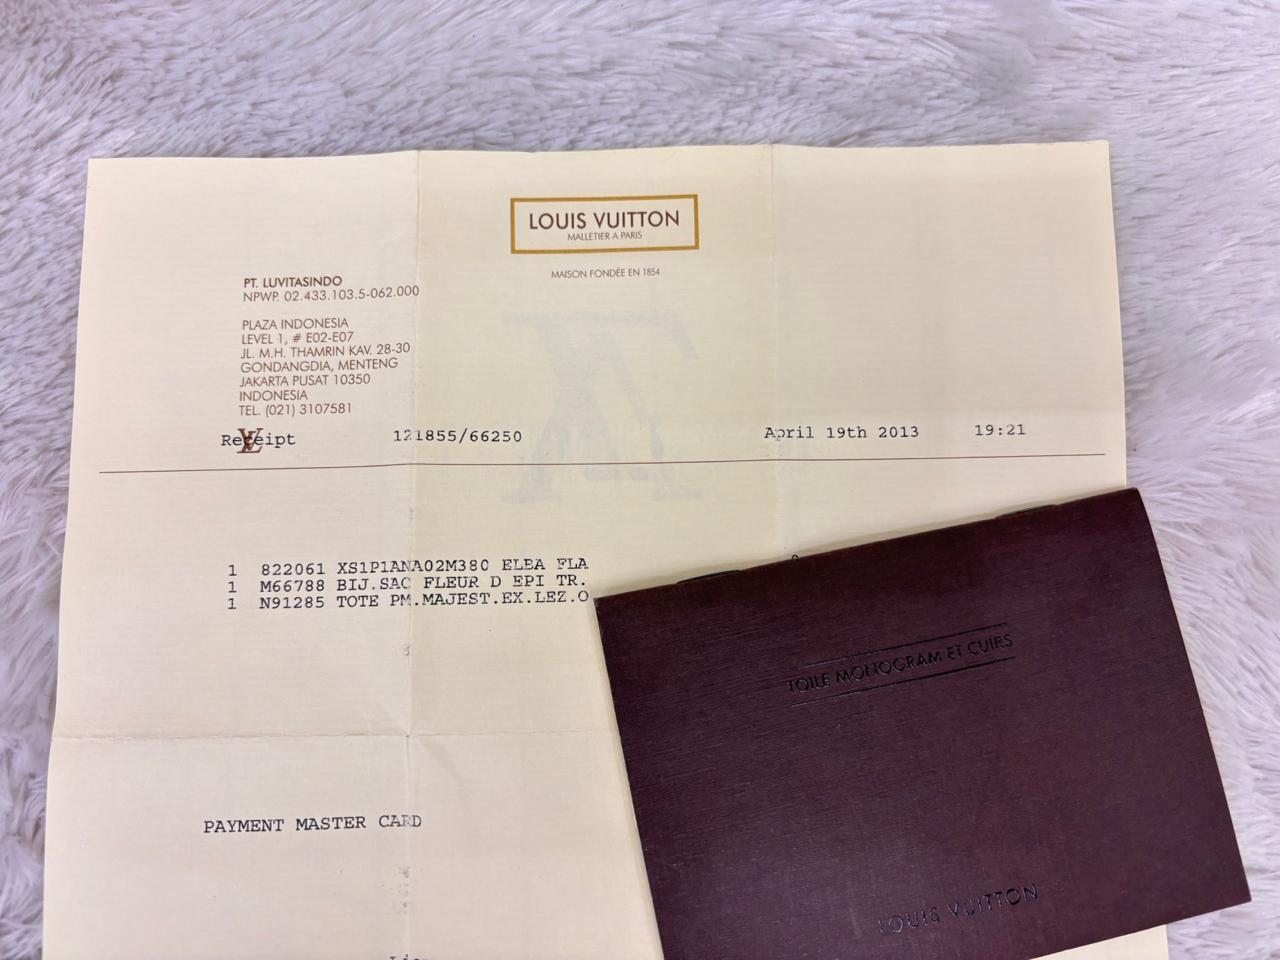 LOUIS VUITTON
MALLETIER A PARIS
MAISON FONDÉE EN 1854
PT. LUVITASINDO
NPWP. 02.433.103.5-062.000
PLAZA INDONESIA
LEVEL 1, # E02-E07
JL. M.H. THAMRIN KAV. 28-30
GONDANGDIA, MENTENG
JAKARTA PUSAT 10350
INDONESIA
TEL. (021) 3107581
Receipt 121855/66250 April 19th 2013 19:21
1 822061 XS1P1ANA02M380 ELBA FLA
1 M66788 BIJ.SAC FLEUR D EPI TR.
1 N91285 TOTE PM.MAJEST.EX.LEZ.O
PAYMENT MASTER CARD
TOILE MONOGRAM ET CUIRS
LOUIS VUITTON